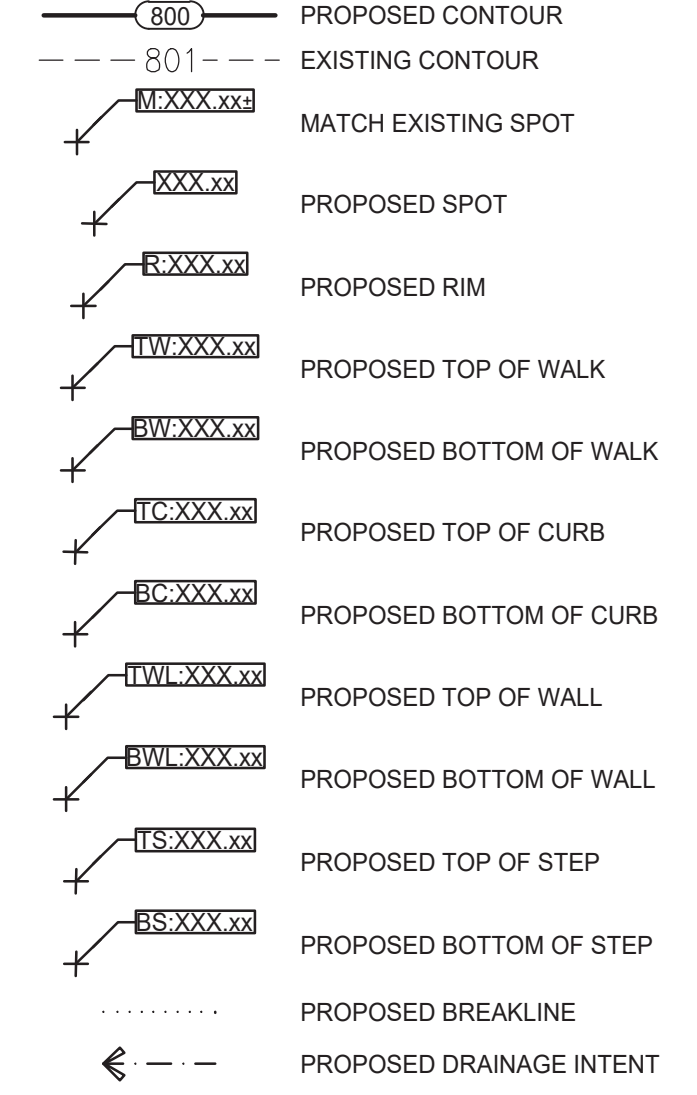 800 PROPOSED CONTOUR
801 EXISTING CONTOUR
M:XXX.xx± MATCH EXISTING SPOT
XXX.xx PROPOSED SPOT
R:XXX.xx PROPOSED RIM
TW:XXX.xx PROPOSED TOP OF WALK
BW:XXX.xx PROPOSED BOTTOM OF WALK
TC:XXX.xx PROPOSED TOP OF CURB
BC:XXX.xx PROPOSED BOTTOM OF CURB
TWL:XXX.xx PROPOSED TOP OF WALL
BWL:XXX.xx PROPOSED BOTTOM OF WALL
TS:XXX.xx PROPOSED TOP OF STEP
BS:XXX.xx PROPOSED BOTTOM OF STEP
PROPOSED BREAKLINE
PROPOSED DRAINAGE INTENT